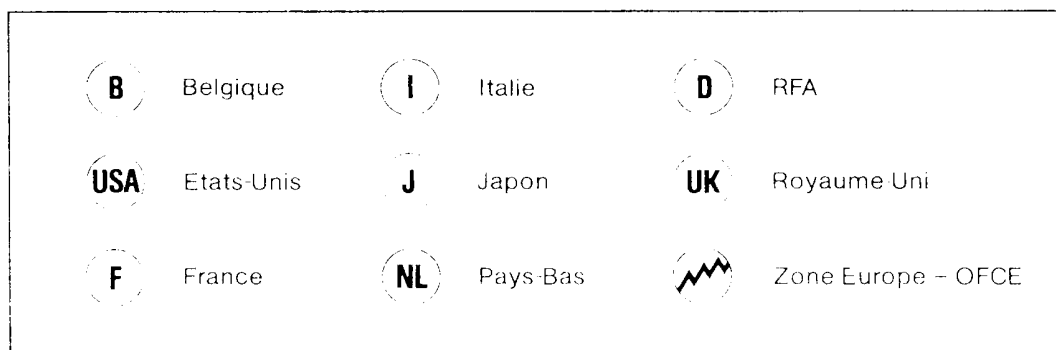 B Belgique I Italie D RFA
USA Etats-Unis J Japon UK Royaume-Uni
F France NL Pays-Bas Zone Europe – OFCE